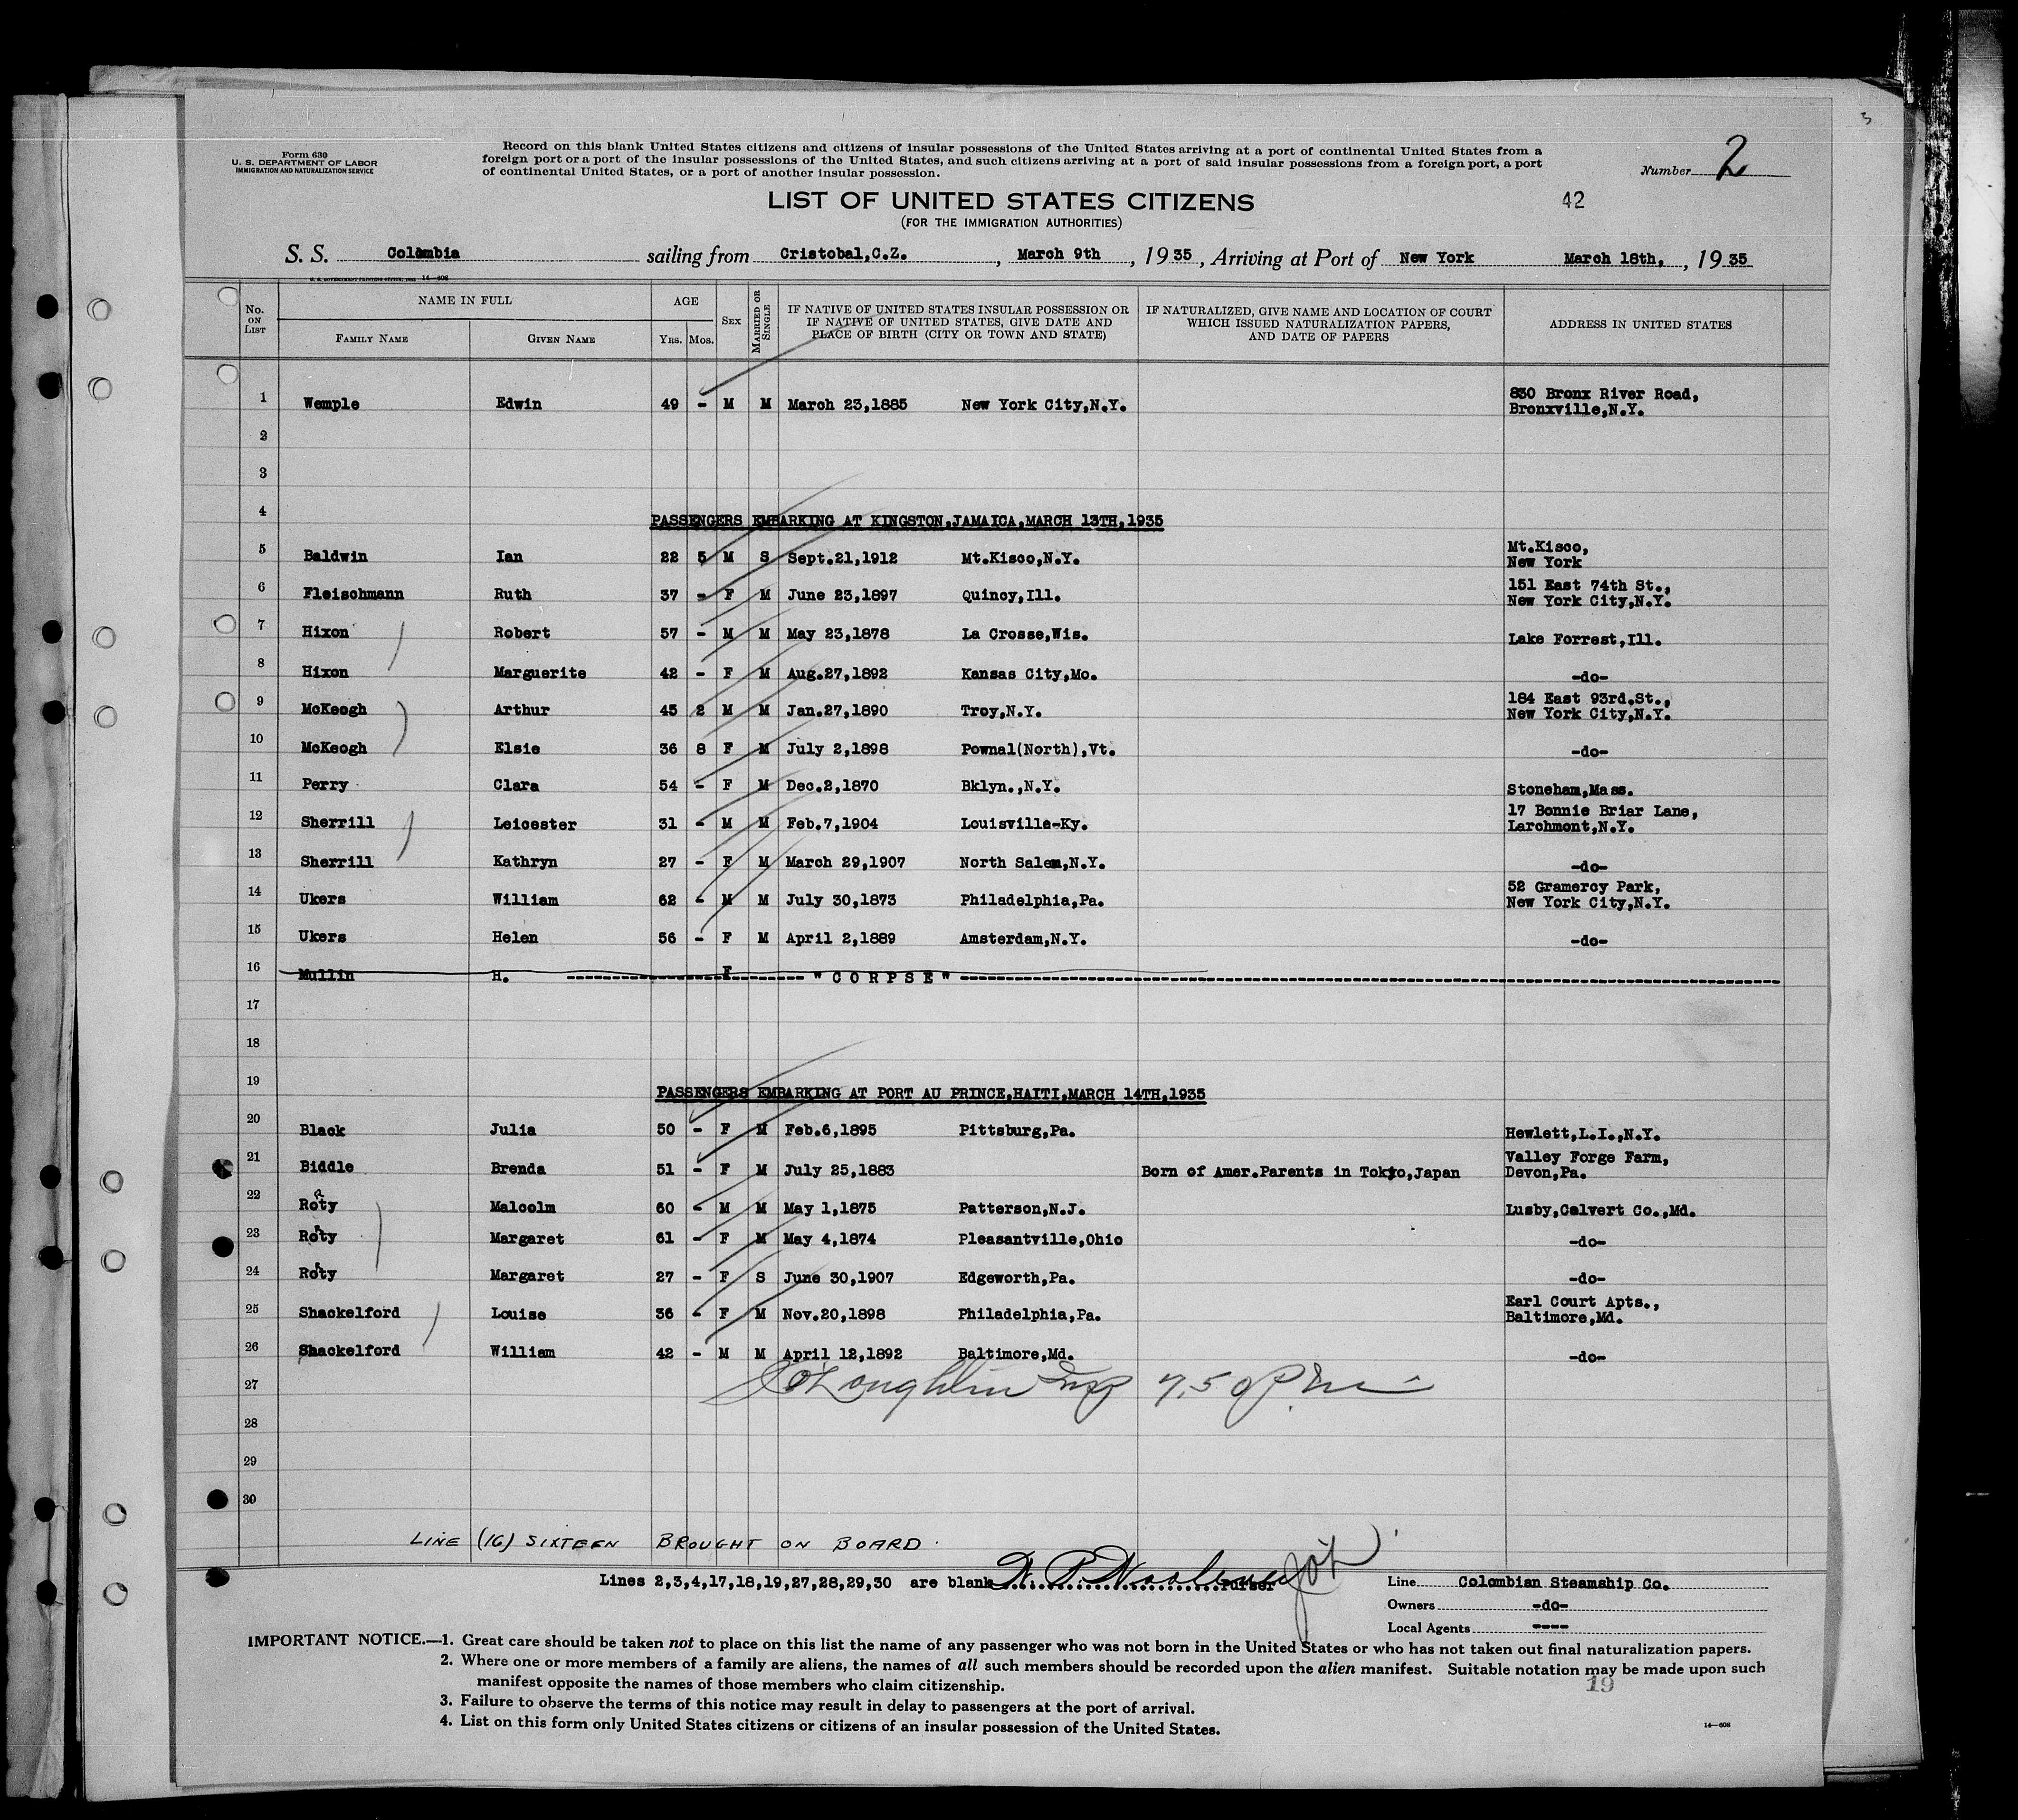 3
Form 630
U. S. DEPARTMENT OF LABOR
IMMIGRATION AND NATURALIZATION SERVICE
Record on this blank United States citizens and citizens of insular possessions of the United States arriving at a port of continental United States from a
foreign port or a port of the insular possessions of the United States, and such citizens arriving at a port of said insular possessions from a foreign port, a port
of continental United States, or a port of another insular possession.
Number 2
LIST OF UNITED STATES CITIZENS
42
(FOR THE IMMIGRATION AUTHORITIES)
S. S. Colombia sailing from Cristobal,C.Z. , March 9th , 1935, Arriving at Port of New York March 18th, , 1935
14—608
No. ON LIST NAME IN FULL AGE SEX MARRIED OR SINGLE IF NATIVE OF UNITED STATES INSULAR POSSESSION OR IF NATIVE OF UNITED STATES, GIVE DATE AND PLACE OF BIRTH (CITY OR TOWN AND STATE) IF NATURALIZED, GIVE NAME AND LOCATION OF COURT WHICH ISSUED NATURALIZATION PAPERS, AND DATE OF PAPERS ADDRESS IN UNITED STATES
FAMILY NAME GIVEN NAME YRS. MOS.
1 Wemple Edwin 49 - M M March 23,1885 New York City,N.Y. 830 Bronx River Road, Bronxville,N.Y.
2
3
4 PASSENGERS EMBARKING AT KINGSTON,JAMAICA,MARCH 13TH,1935
5 Baldwin Ian 22 5 M S Sept.21,1912 Mt.Kisco,N.Y. Mt.Kisco, New York
6 Fleischmann Ruth 37 - F M June 23,1897 Quincy,Ill. 151 East 74th St., New York City,N.Y.
7 Hixon Robert 57 - M M May 23,1878 La Crosse,Wis. Lake Forrest,Ill.
8 Hixon Marguerite 42 - F M Aug.27,1892 Kansas City,Mo. -do-
9 McKeogh Arthur 45 2 M M Jan.27,1890 Troy,N.Y. 184 East 93rd.St., New York City,N.Y.
10 McKeogh Elsie 36 8 F M July 2,1898 Pownal(North),Vt. -do-
11 Perry Clara 54 - F M Dec.2,1870 Bklyn.,N.Y. Stoneham,Mass.
12 Sherrill Leicester 31 - M M Feb.7,1904 Louisville-Ky. 17 Bonnie Briar Lane, Larchmont,N.Y.
13 Sherrill Kathryn 27 - F M March 29,1907 North Salem,N.Y. -do-
14 Ukers William 62 - M M July 30,1873 Philadelphia,Pa. 52 Gramercy Park, New York City,N.Y.
15 Ukers Helen 56 - F M April 2,1889 Amsterdam,N.Y. -do-
16 Mullin H. F "CORPSE"
17
18
19 PASSENGERS EMBARKING AT PORT AU PRINCE,HAITI,MARCH 14TH,1935
20 Black Julia 50 - F M Feb.6,1895 Pittsburg,Pa. Hewlett,L.I.,N.Y.
21 Biddle Brenda 51 - F M July 25,1883 Born of Amer.Parents in Tokyo,Japan Valley Forge Farm, Devon,Pa.
22 Roty Malcolm 60 - M M May 1,1875 Patterson,N.J. Lusby,Calvert Co.,Md.
23 Roty Margaret 61 - F M May 4,1874 Pleasantville,Ohio -do-
24 Roty Margaret 27 - F S June 30,1907 Edgeworth,Pa. -do-
25 Shackelford Louise 36 - F M Nov.20,1898 Philadelphia,Pa. Earl Court Apts., Baltimore,Md.
26 Shackelford William 42 - M M April 12,1892 Baltimore,Md. -do-
27 O'Loughlin Insp
28
29
30
LINE (16) SIXTEEN BROUGHT ON BOARD.
Lines 2,3,4,17,18,19,27,28,29,30 are blank Purser
Line Colombian Steamship Co.
Owners -do-
Local Agents ----
IMPORTANT NOTICE.—1. Great care should be taken not to place on this list the name of any passenger who was not born in the United States or who has not taken out final naturalization papers.
2. Where one or more members of a family are aliens, the names of all such members should be recorded upon the alien manifest. Suitable notation may be made upon such
manifest opposite the names of those members who claim citizenship.
19
3. Failure to observe the terms of this notice may result in delay to passengers at the port of arrival.
4. List on this form only United States citizens or citizens of an insular possession of the United States.
14—608